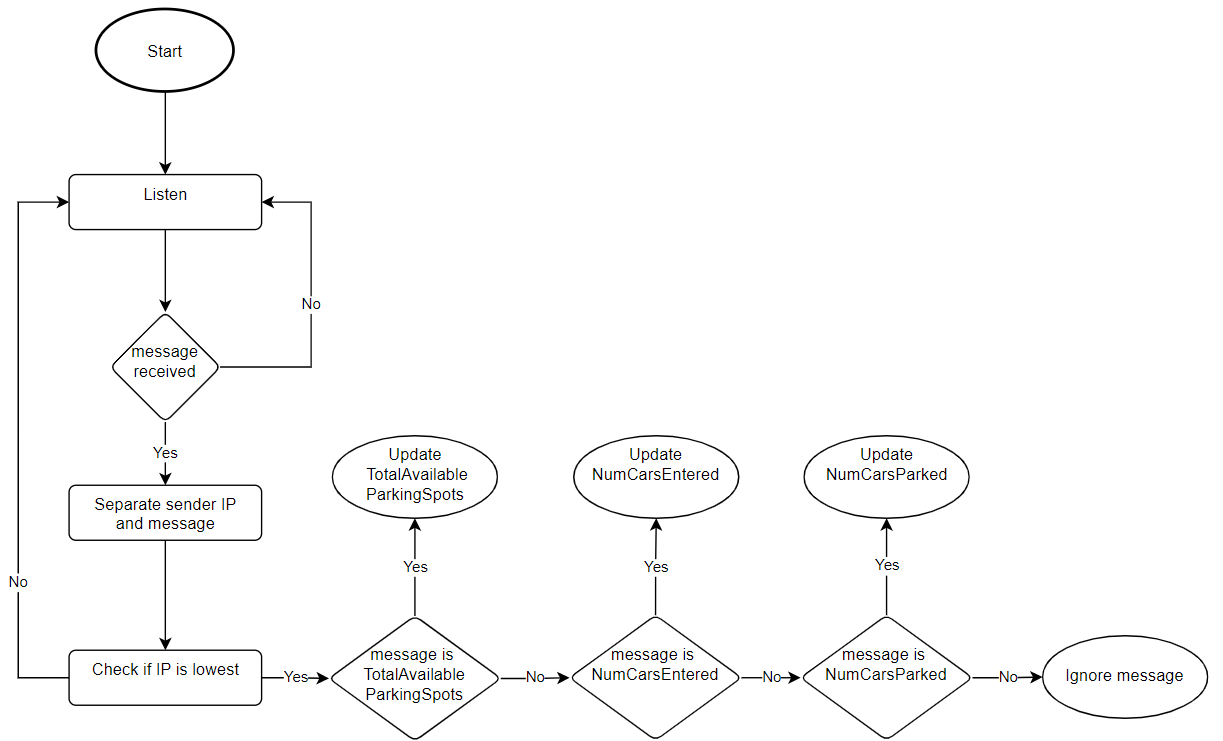 Start
Listen
No
message
received
Yes
Separate sender IP
and message
No
Check if IP is lowest
Yes
Update
TotalAvailable
ParkingSpots
Yes
message is
TotalAvailable
ParkingSpots
No
Update
NumCarsEntered
Yes
message is
NumCarsEntered
No
Update
NumCarsParked
Yes
message is
NumCarsParked
No
Ignore message